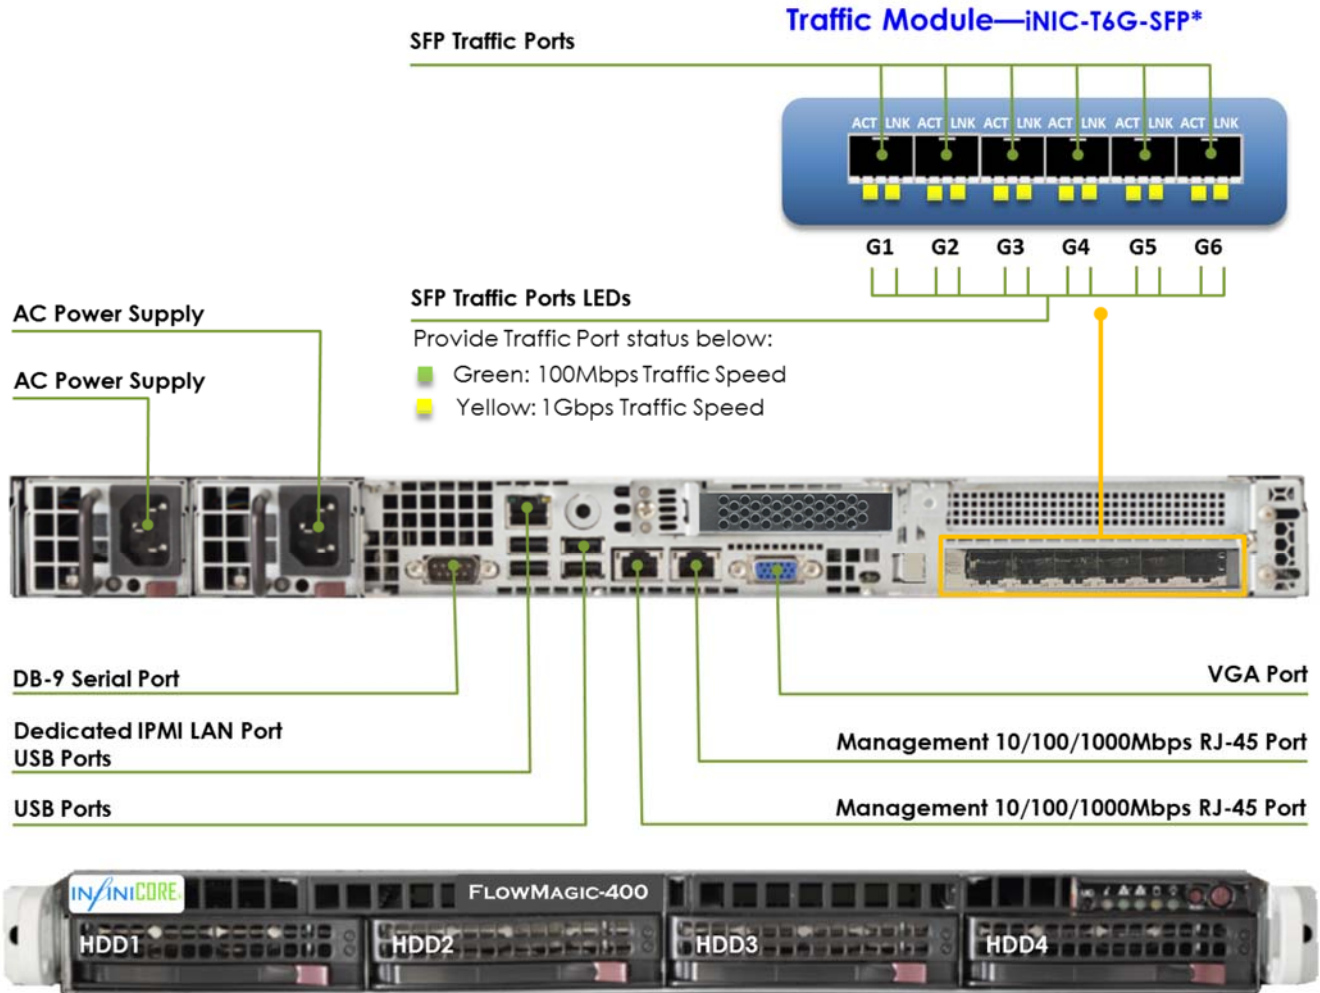 Traffic Module—iNIC-T6G-SFP*
SFP Traffic Ports
ACT LNK ACT LNK ACT LNK ACT LNK ACT LNK ACT LNK
G1 G2 G3 G4 G5 G6
SFP Traffic Ports LEDs
Provide Traffic Port status below:
Green: 100Mbps Traffic Speed
Yellow: 1Gbps Traffic Speed
AC Power Supply
AC Power Supply
DB-9 Serial Port
Dedicated IPMI LAN Port
USB Ports
USB Ports
VGA Port
Management 10/100/1000Mbps RJ-45 Port
Management 10/100/1000Mbps RJ-45 Port
INFINICORE
FLOWMAGIC-400
HDD1 HDD2 HDD3 HDD4